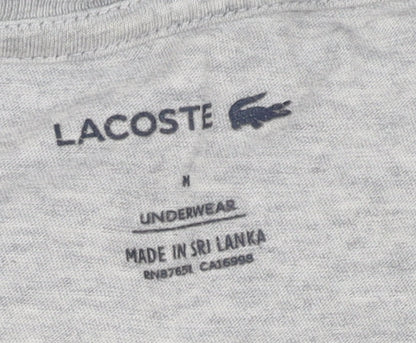 LACOSTE
M
UNDERWEAR
MADE IN SRI LANKA
RN87651 CA16998